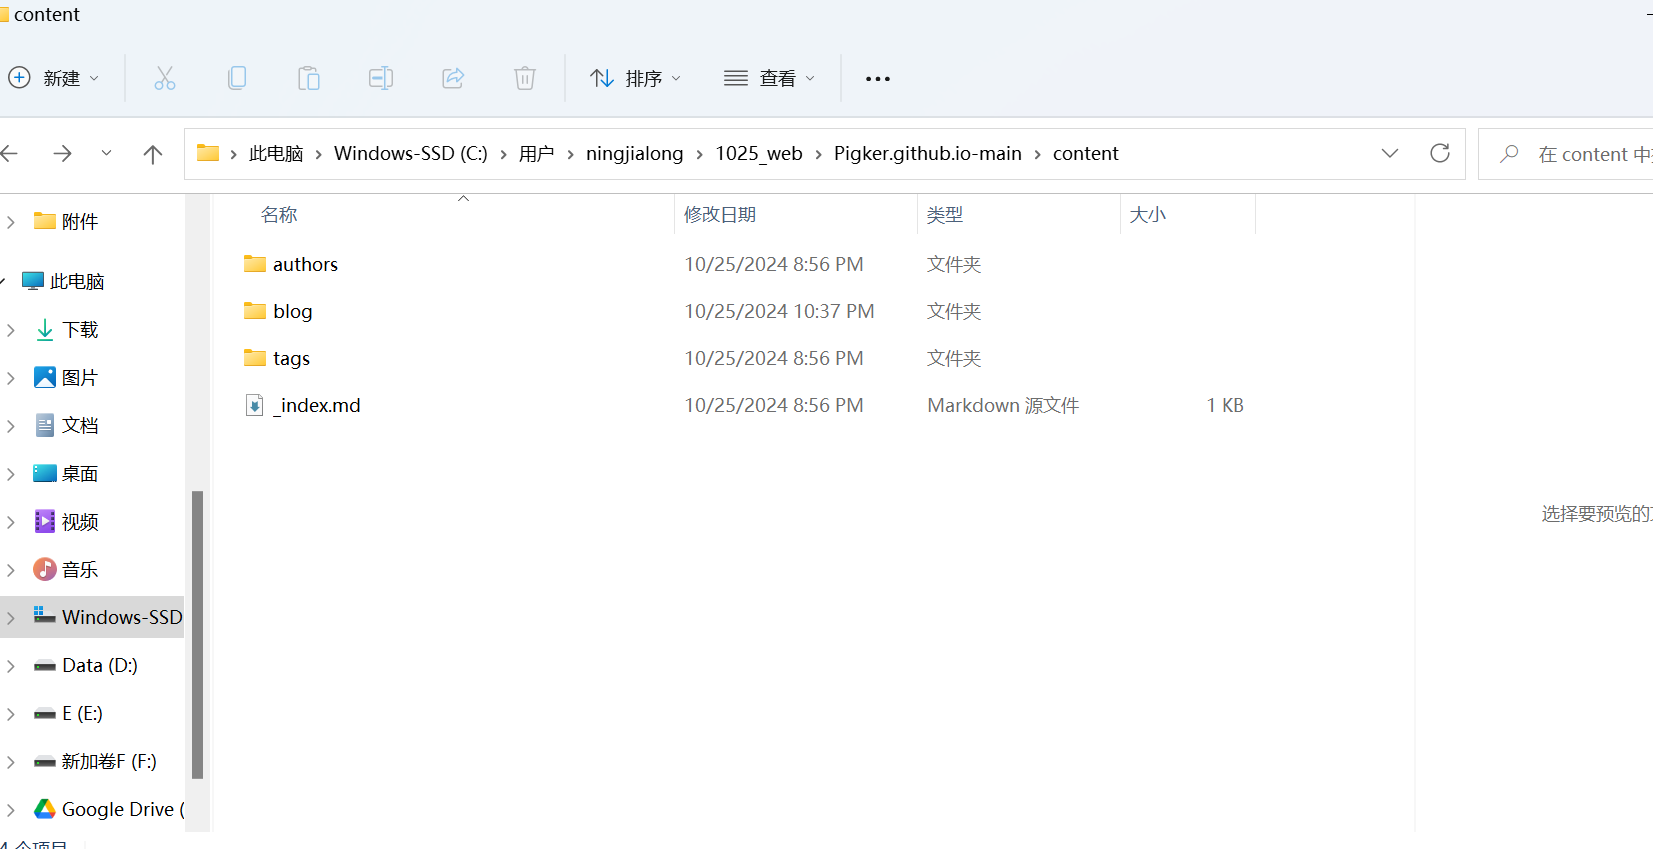 content
新建 排序 查看
此电脑 Windows-SSD (C:) 用户 ningjialong 1025_web Pigker.github.io-main content
在 content 中
名称 修改日期 类型 大小
附件
authors 10/25/2024 8:56 PM 文件夹
此电脑
blog 10/25/2024 10:37 PM 文件夹
下载
tags 10/25/2024 8:56 PM 文件夹
图片
_index.md 10/25/2024 8:56 PM Markdown 源文件 1 KB
文档
桌面
选择要预览的
视频
音乐
Windows-SSD
Data (D:)
E (E:)
新加卷F (F:)
Google Drive (
4 个项目